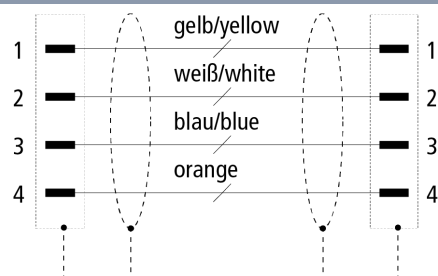 gelb/yellow
1 1
weiß/white
2 2
blau/blue
3 3
orange
4 4